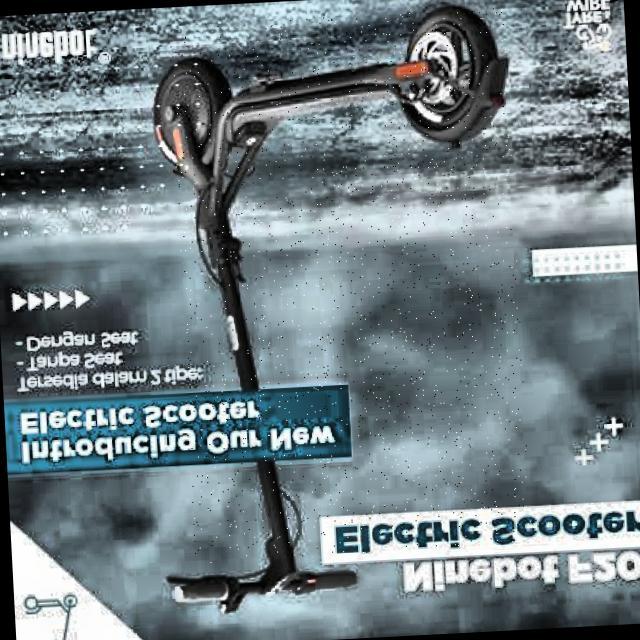 Ninebot F20
Electric Scooter
Introducing Our New
Electric Scooter
Tersedia dalam 2 tipe:
- Tanpa Seat
- Dengan Seat
ninebot